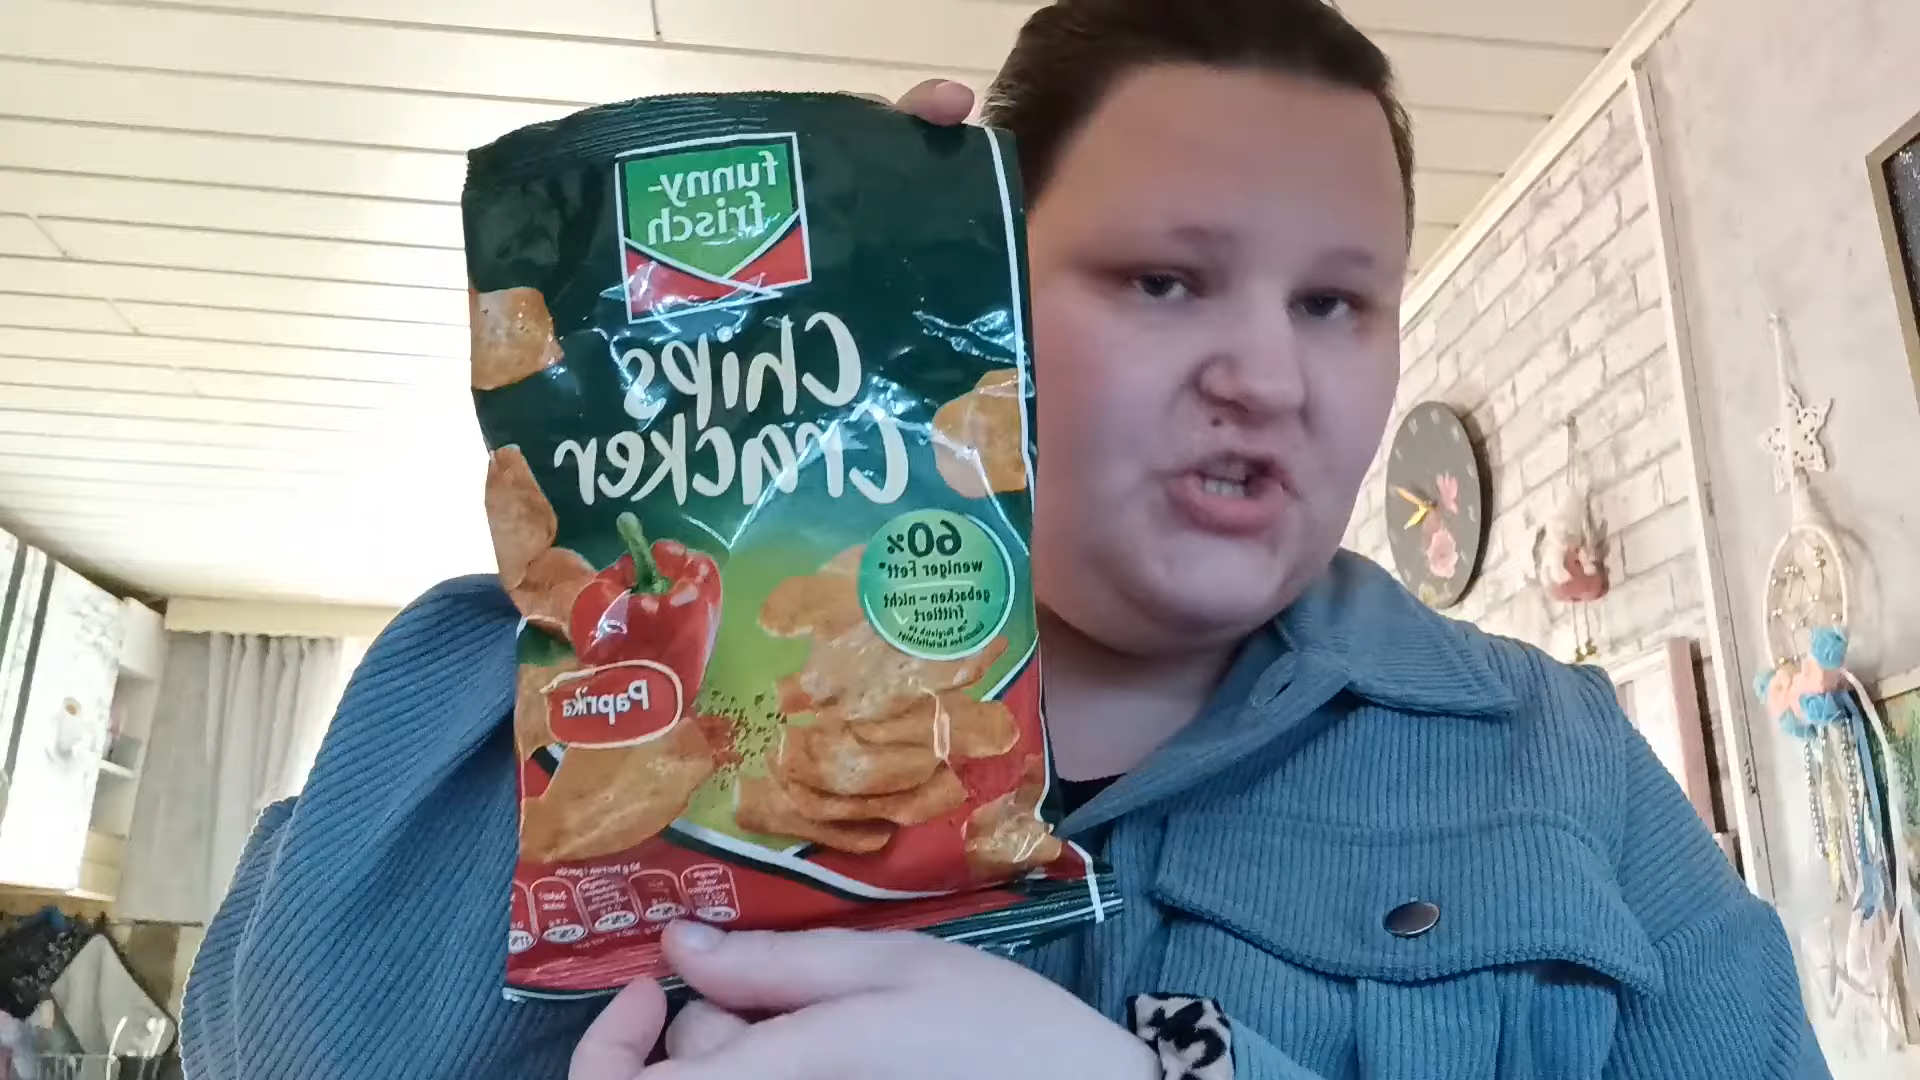 funny-
frisch
Chips
Cracker
60%
weniger Fett*
gebacken – nicht
frittiert
Paprika